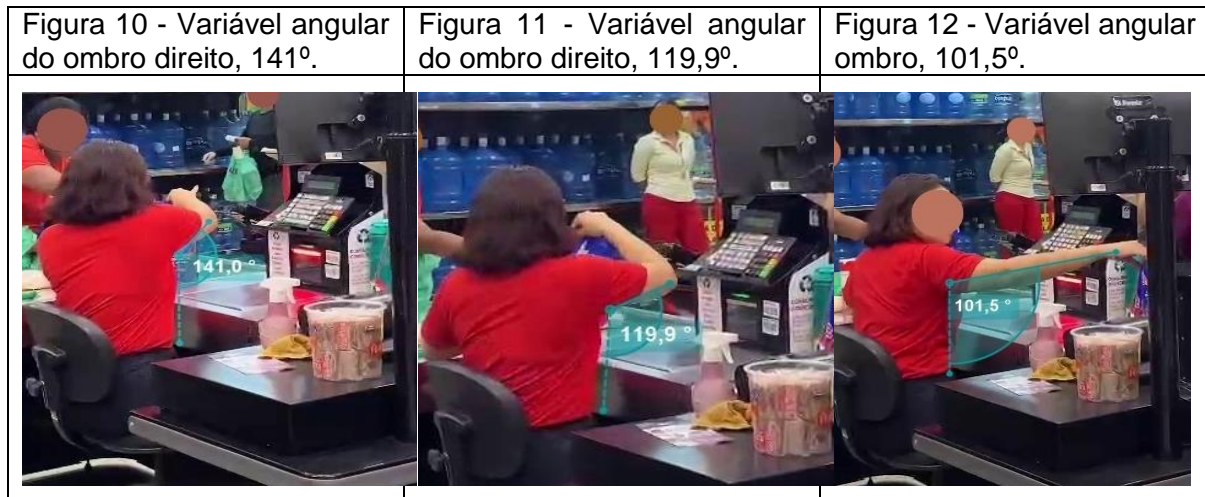 Figura 10 - Variável angular
do ombro direito, 141º.
Figura 11 - Variável angular
do ombro direito, 119,9º.
Figura 12 - Variável angular
ombro, 101,5º.
141,0 °
119,9 °
101,5 °